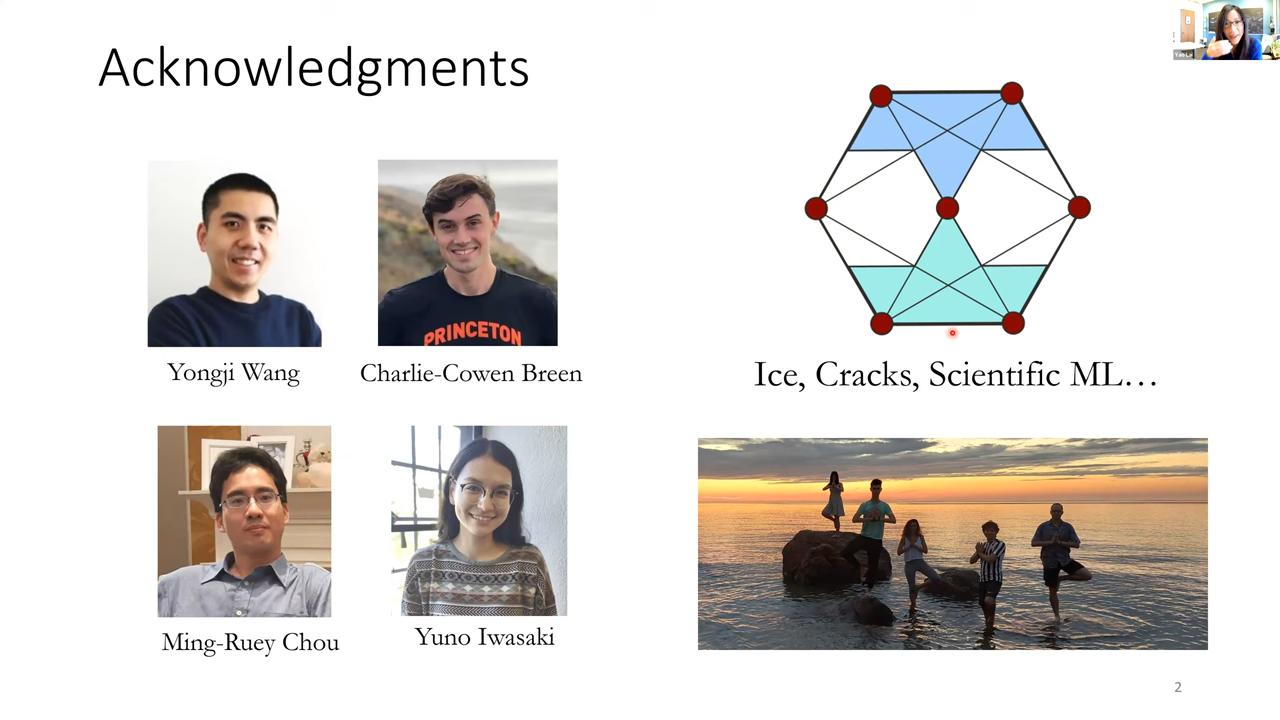 Acknowledgments
PRINCETON
Yongji Wang
Charlie-Cowen Breen
Ming-Ruey Chou
Yuno Iwasaki
Ice, Cracks, Scientific ML…
2